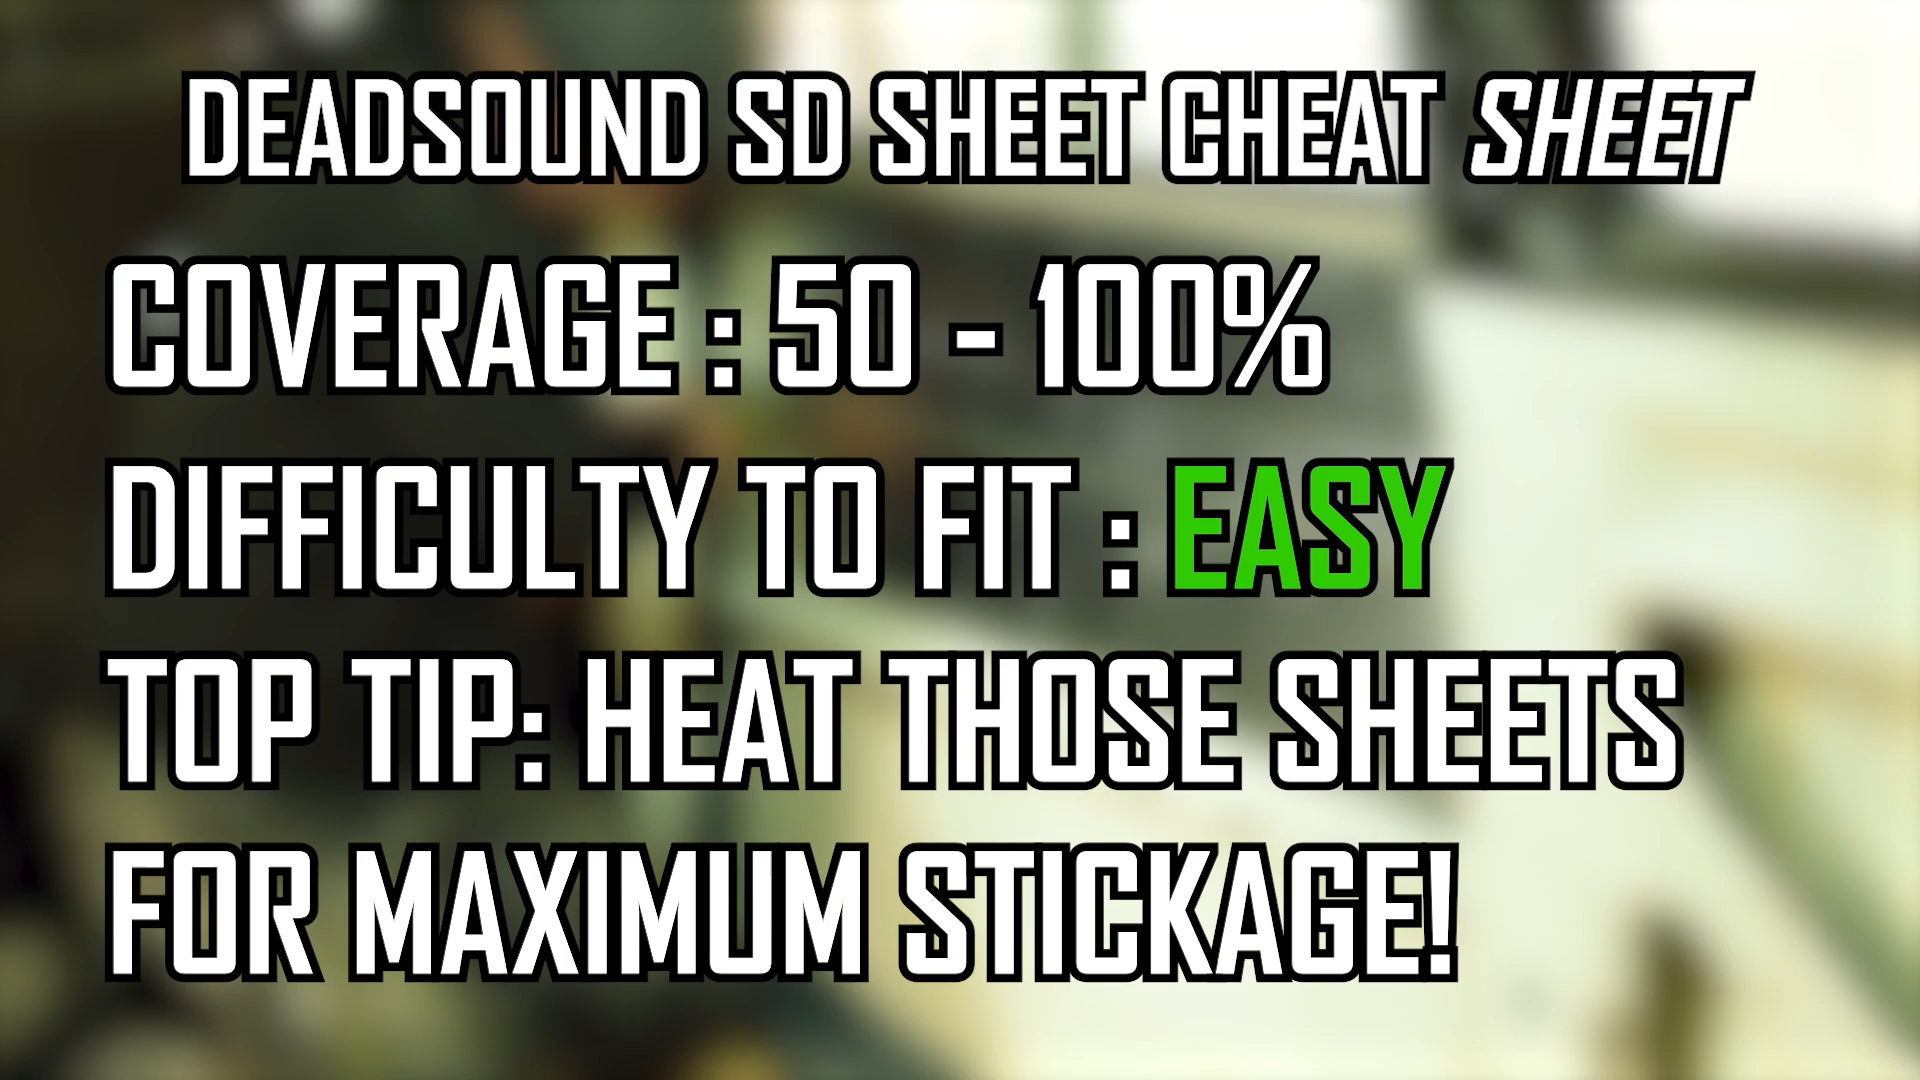 DEADSOUND SD SHEET CHEAT SHEET
COVERAGE : 50 - 100%
DIFFICULTY TO FIT : EASY
TOP TIP: HEAT THOSE SHEETS
FOR MAXIMUM STICKAGE!